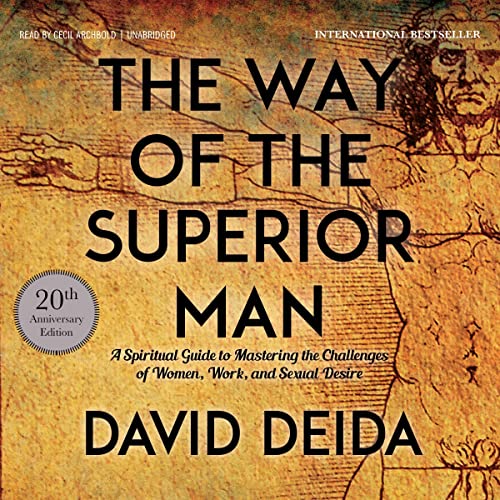 READ BY CECIL ARCHBOLD | UNABRIDGED
INTERNATIONAL BESTSELLER
THE WAY
OF THE
SUPERIOR
MAN
20th
Anniversary
Edition
A Spiritual Guide to Mastering the Challenges
of Women, Work, and Sexual Desire
DAVID DEIDA